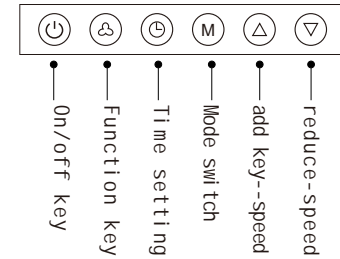 M
On/off key
Function key
Time setting
Mode switch
add key--speed
reduce-speed